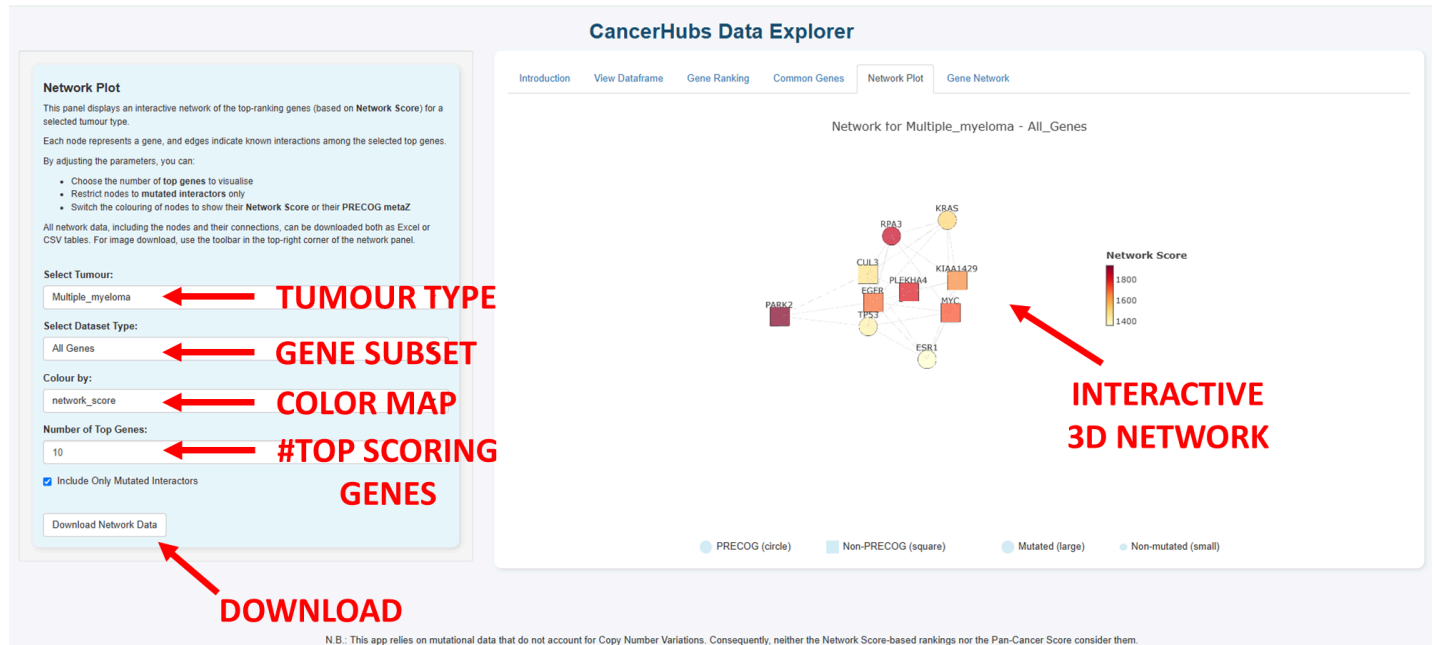 CancerHubs Data Explorer
Network Plot
This panel displays an interactive network of the top-ranking genes (based on Network Score) for a
selected tumour type.
Each node represents a gene, and edges indicate known interactions among the selected top genes.
By adjusting the parameters, you can:
• Choose the number of top genes to visualise
• Restrict nodes to mutated interactors only
• Switch the colouring of nodes to show their Network Score or their PRECOG metaZ
All network data, including the nodes and their connections, can be downloaded both as Excel or
CSV tables. For image download, use the toolbar in the top-right corner of the network panel.
Select Tumour:
Multiple_myeloma
TUMOUR TYPE
Select Dataset Type:
All Genes
GENE SUBSET
Colour by:
network_score
COLOR MAP
Number of Top Genes:
10
#TOP SCORING
GENES
Include Only Mutated Interactors
Download Network Data
DOWNLOAD
Introduction View Dataframe Gene Ranking Common Genes Network Plot Gene Network
Network for Multiple_myeloma - All_Genes
KRAS
RPA3
CUL3
KIAA1429
PLEKHA4
EGFR
MYC
PARK2
TP53
ESR1
Network Score
1800
1600
1400
INTERACTIVE
3D NETWORK
PRECOG (circle) Non-PRECOG (square) Mutated (large) Non-mutated (small)
N.B.: This app relies on mutational data that do not account for Copy Number Variations. Consequently, neither the Network Score-based rankings nor the Pan-Cancer Score consider them.